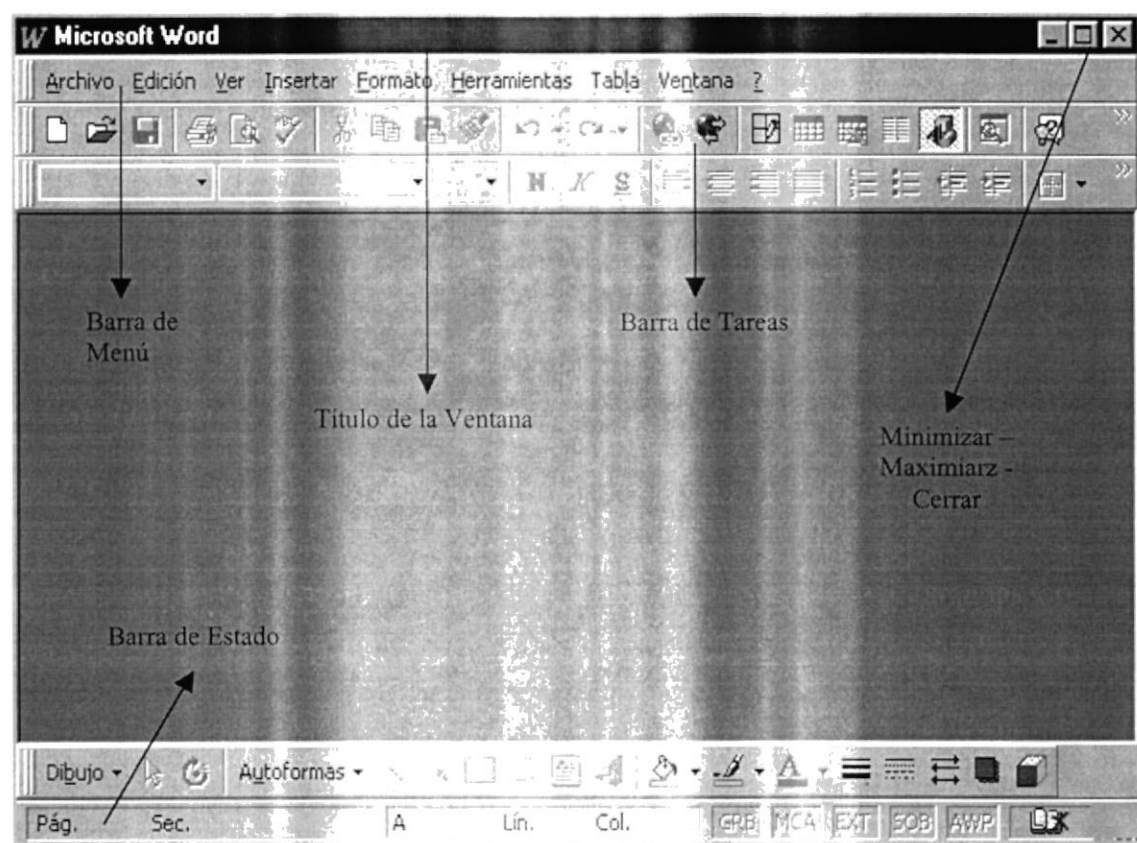 W Microsoft Word
Archivo Edición Ver Insertar Formato Herramientas Tabla Ventana ?
N K S
Barra de
Menú
Barra de Tareas
Título de la Ventana
Minimizar –
Maximiarz -
Cerrar
Barra de Estado
Dibujo Autoformas A
Pág. Sec. A Lín. Col. GRB MCA EXT SOB AWP